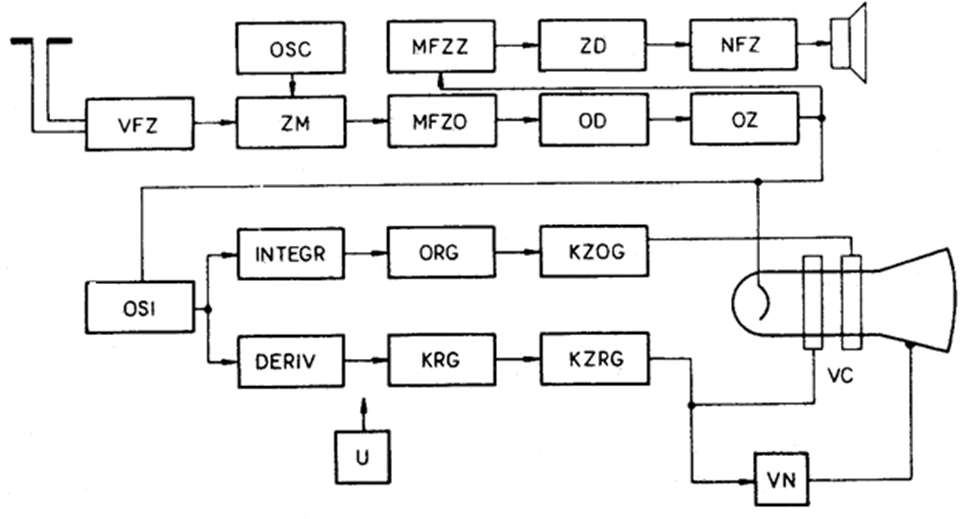 OSC
MFZZ
ZD
NFZ
VFZ
ZM
MFZO
OD
OZ
INTEGR
ORG
KZOG
OSI
DERIV
KRG
KZRG
VC
U
VN